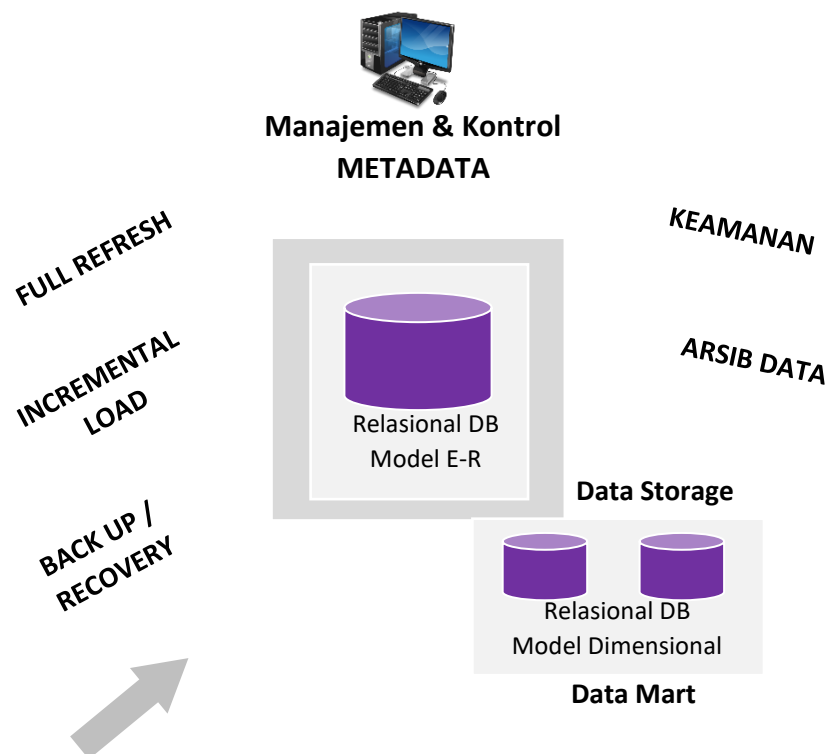 Manajemen & Kontrol
METADATA
FULL REFRESH
KEAMANAN
INCREMENTAL
LOAD
ARSIB DATA
Relasional DB
Model E-R
Data Storage
BACK UP /
RECOVERY
Relasional DB
Model Dimensional
Data Mart